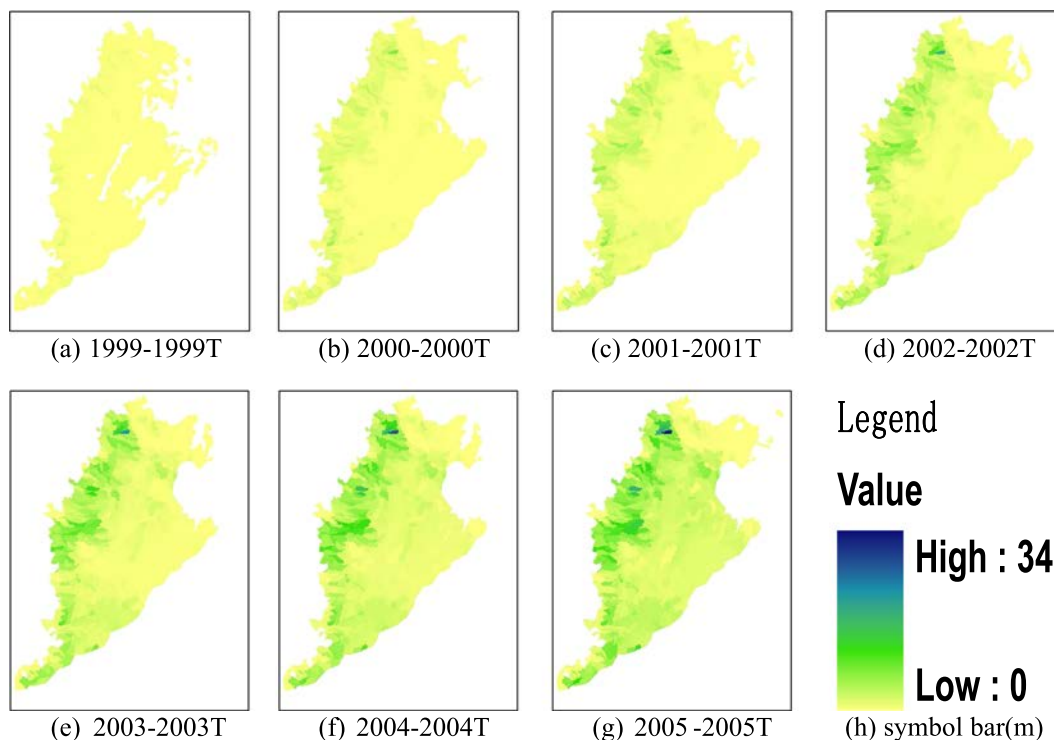 (a) 1999-1999T
(b) 2000-2000T
(c) 2001-2001T
(d) 2002-2002T
Legend
Value
High : 34
Low : 0
(e) 2003-2003T
(f) 2004-2004T
(g) 2005 -2005T
(h) symbol bar(m)